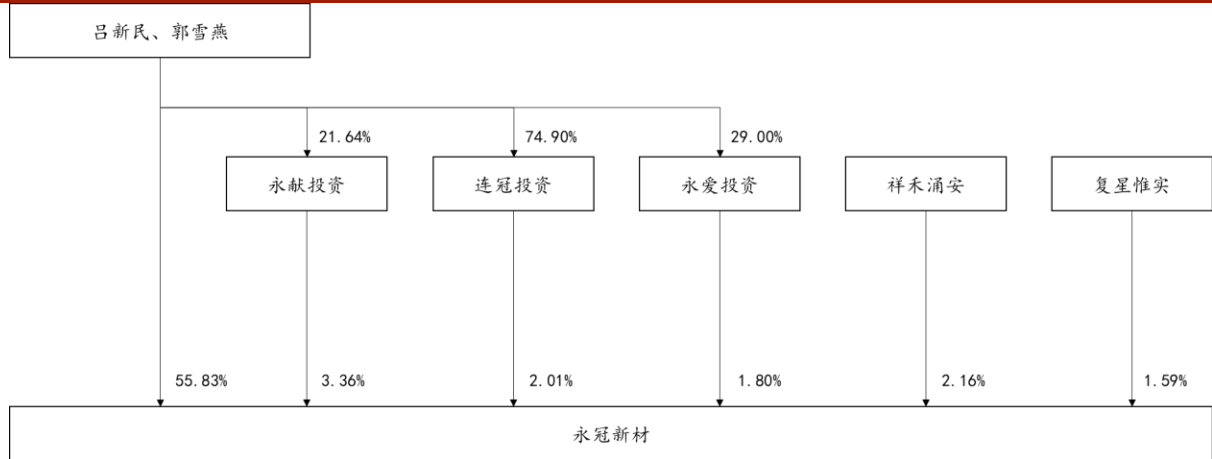 吕新民、郭雪燕
21.64%
74.90%
29.00%
永献投资
连冠投资
永爱投资
祥禾涌安
复星惟实
55.83%
3.36%
2.01%
1.80%
2.16%
1.59%
永冠新材